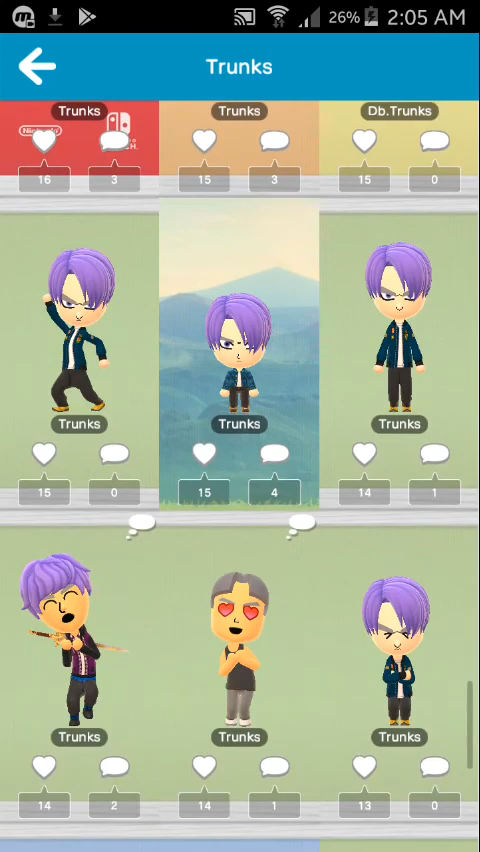 26% 2:05 AM
Trunks
Trunks Trunks Db.Trunks
Nintendo
16 3 15 3 15 0
Trunks Trunks Trunks
15 0 15 4 14 1
Trunks Trunks Trunks
14 2 14 1 13 0